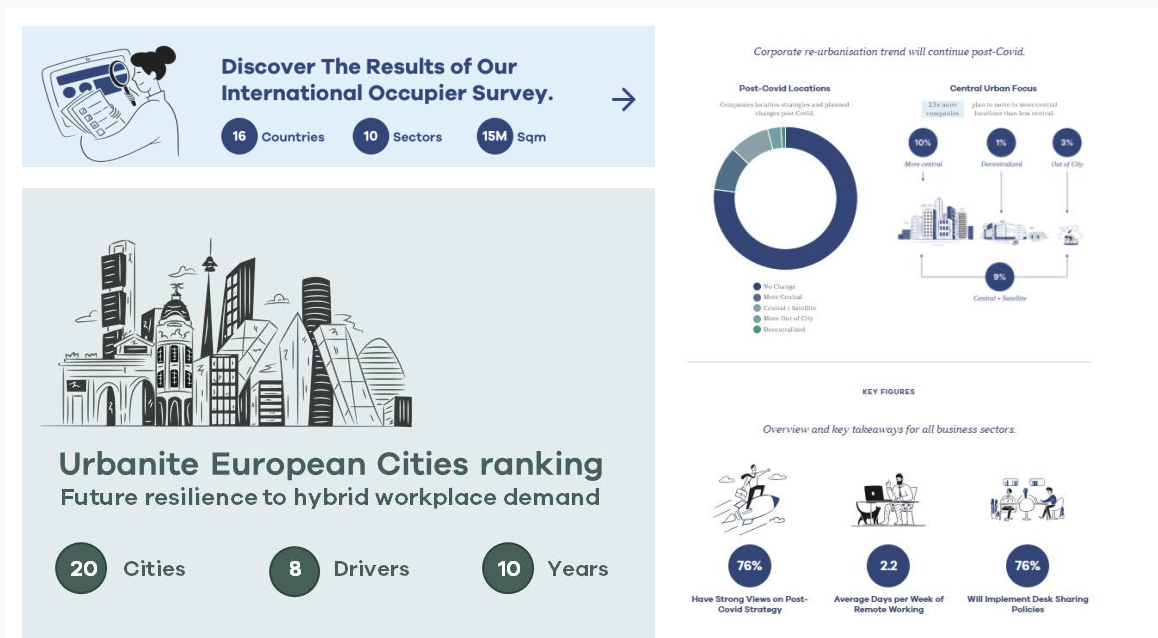 Discover The Results of Our
International Occupier Survey.
16 Countries
10 Sectors
15M Sqm
Urbanite European Cities ranking
Future resilience to hybrid workplace demand
20 Cities
8 Drivers
10 Years
Corporate re-urbanisation trend will continue post-Covid.
Post-Covid Locations
Companies location strategies and planned
changes post-Covid.
No Change
More Central
Central + Satellite
Move Out of City
Decentralized
Central Urban Focus
2.5x more
companies
plan to move to more central
locations than less central.
10%
More central
1%
Decentralized
3%
Out of City
9%
Central + Satellite
KEY FIGURES
Overview and key takeaways for all business sectors.
76%
Have Strong Views on Post-
Covid Strategy
2.2
Average Days per Week of
Remote Working
76%
Will Implement Desk Sharing
Policies